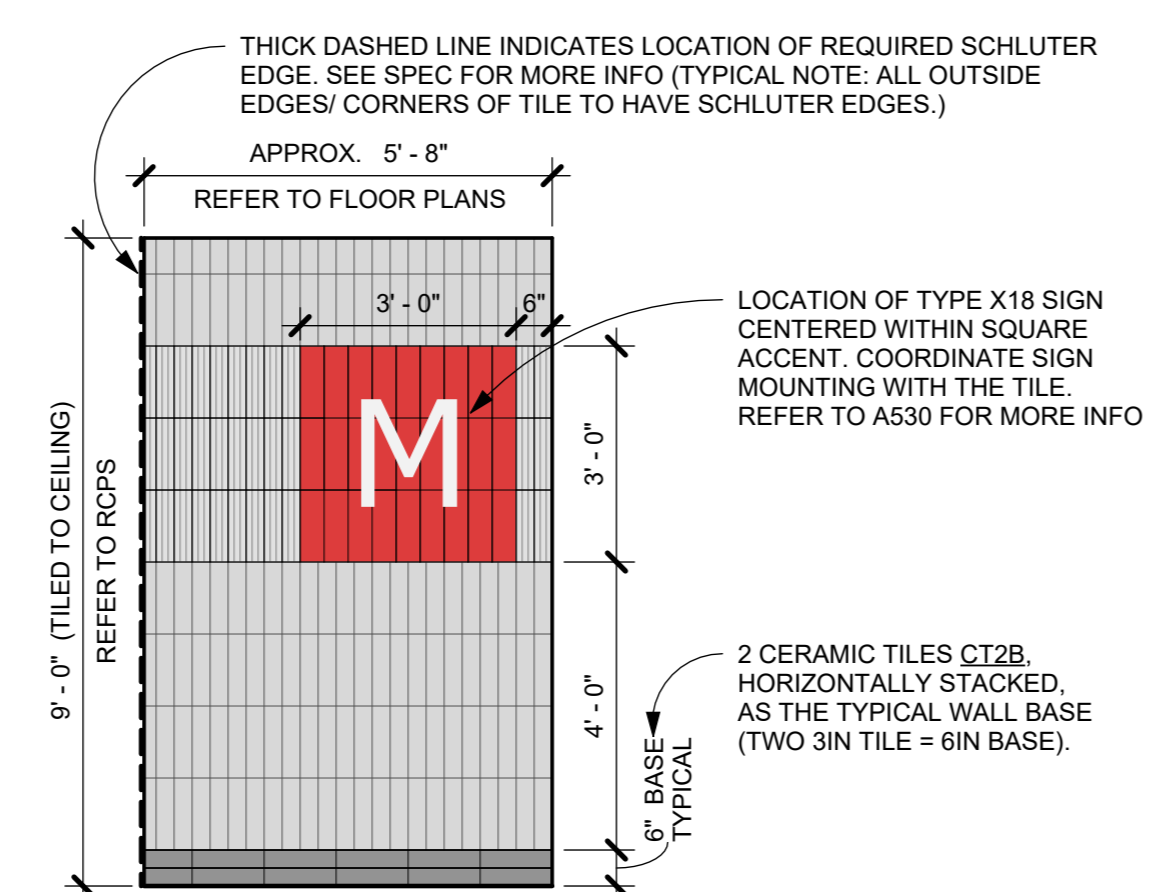 THICK DASHED LINE INDICATES LOCATION OF REQUIRED SCHLUTER
EDGE. SEE SPEC FOR MORE INFO (TYPICAL NOTE: ALL OUTSIDE
EDGES/ CORNERS OF TILE TO HAVE SCHLUTER EDGES.)
APPROX. 5' - 8"
REFER TO FLOOR PLANS
3' - 0"
6"
LOCATION OF TYPE X18 SIGN
CENTERED WITHIN SQUARE
ACCENT. COORDINATE SIGN
MOUNTING WITH THE TILE.
REFER TO A530 FOR MORE INFO
M
3' - 0"
9' - 0" (TILED TO CEILING)
REFER TO RCPS
4' - 0"
2 CERAMIC TILES CT2B,
HORIZONTALLY STACKED,
AS THE TYPICAL WALL BASE
(TWO 3IN TILE = 6IN BASE).
6" BASE
TYPICAL